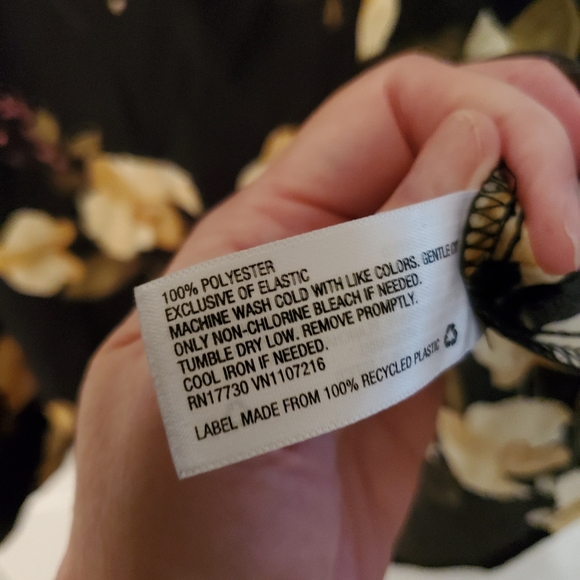 100% POLYESTER
EXCLUSIVE OF ELASTIC
MACHINE WASH COLD WITH LIKE COLORS. GENTLE
ONLY NON-CHLORINE BLEACH IF NEEDED.
TUMBLE DRY LOW. REMOVE PROMPTLY.
COOL IRON IF NEEDED.
RN17730 VN1107216
LABEL MADE FROM 100% RECYCLED PLASTIC